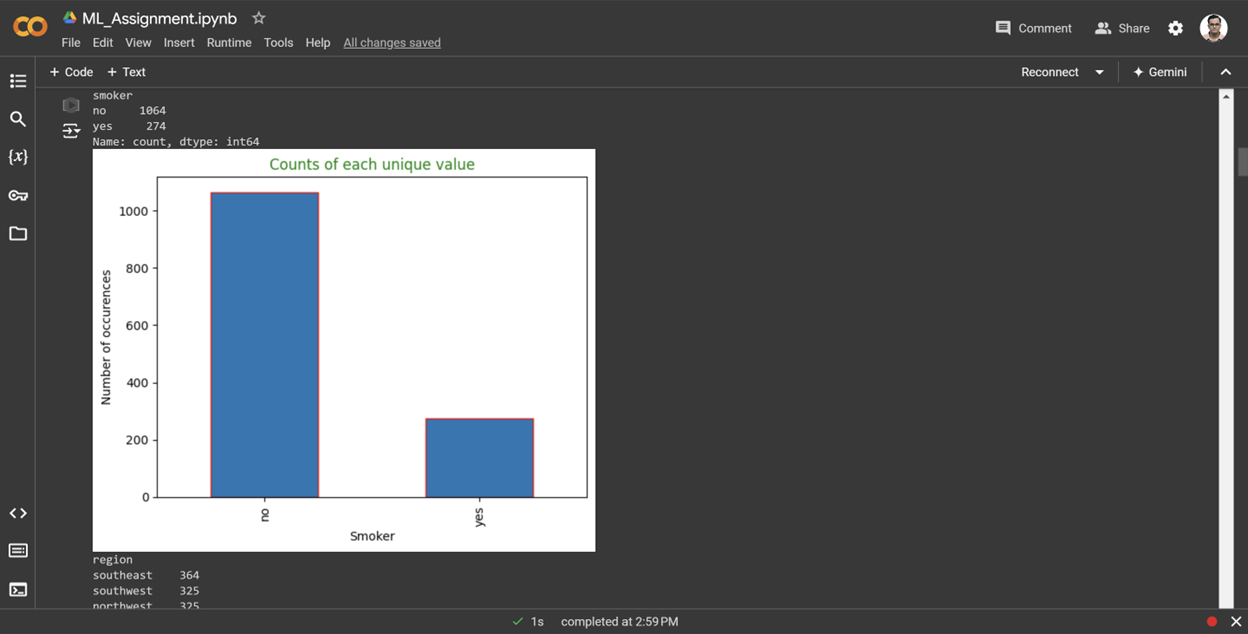 ML_Assignment.ipynb
File Edit View Insert Runtime Tools Help All changes saved
Comment Share
+ Code + Text
Reconnect Gemini
{x}
smoker
no 1064
yes 274
Name: count, dtype: int64
Counts of each unique value
Number of occurences
1000
800
600
400
200
0
no yes
Smoker
region
southeast 364
southwest 325
northwest 325
1s completed at 2:59 PM